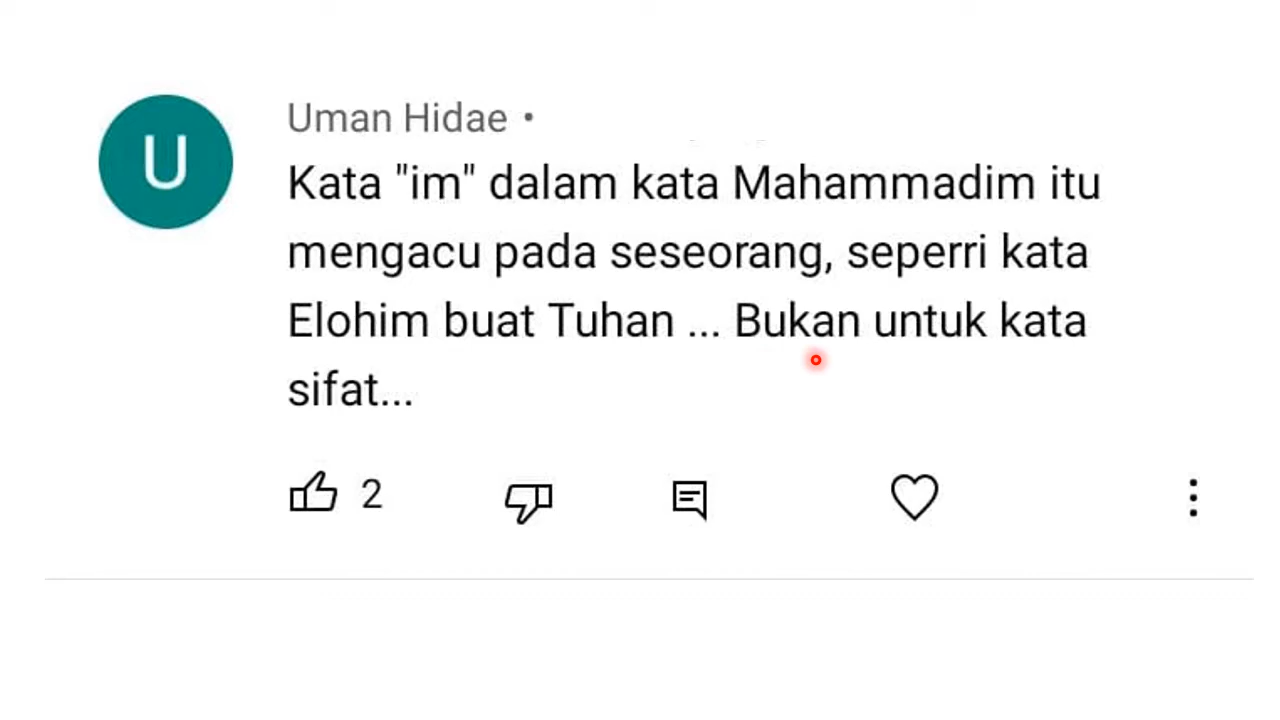 U
Uman Hidae •
Kata "im" dalam kata Mahammadim itu
mengacu pada seseorang, seperri kata
Elohim buat Tuhan ... Bukan untuk kata
sifat...
2